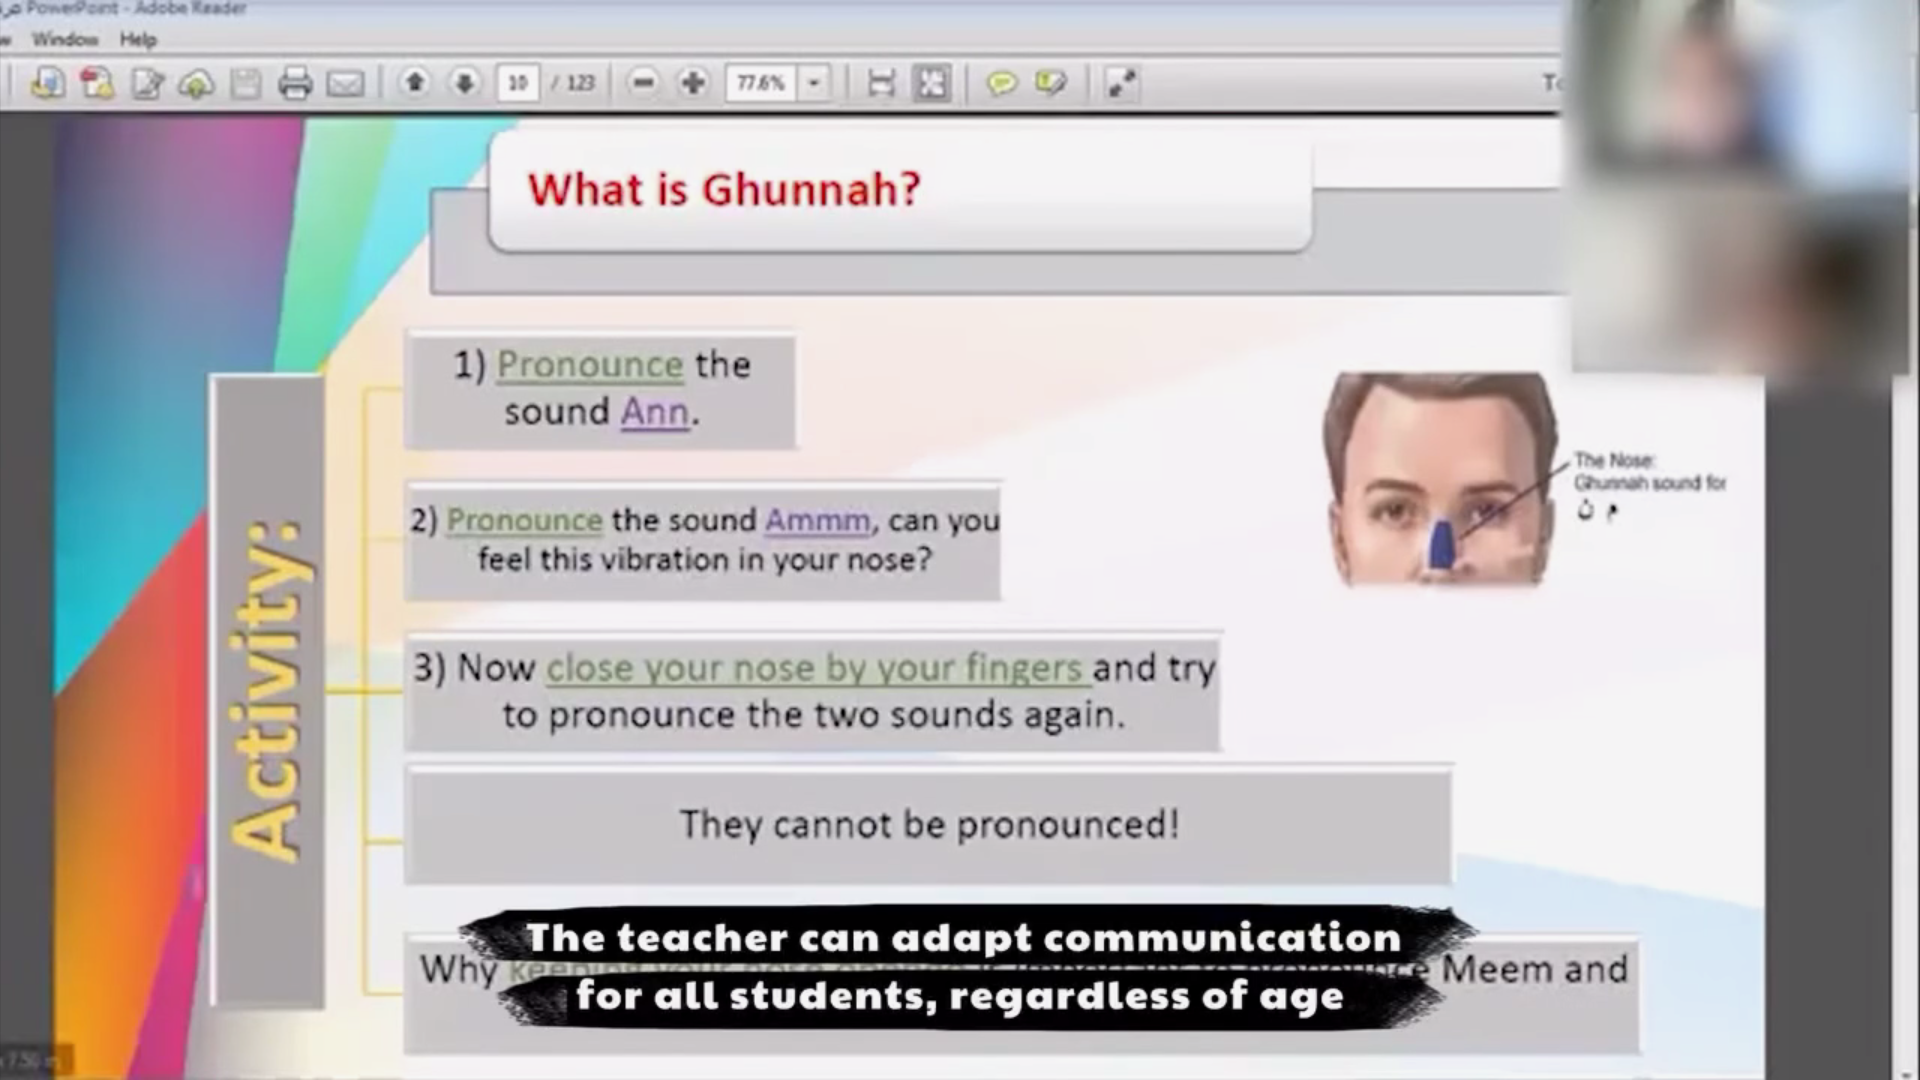 PowerPoint - Adobe Reader
Window Help
10 / 123
77.6%
What is Ghunnah?
Activity:
1) Pronounce the
sound Ann.
2) Pronounce the sound Ammm, can you
feel this vibration in your nose?
3) Now close your nose by your fingers and try
to pronounce the two sounds again.
They cannot be pronounced!
Why
Meem and
The Nose:
Ghunnah sound for
م ن
The teacher can adapt communication
for all students, regardless of age